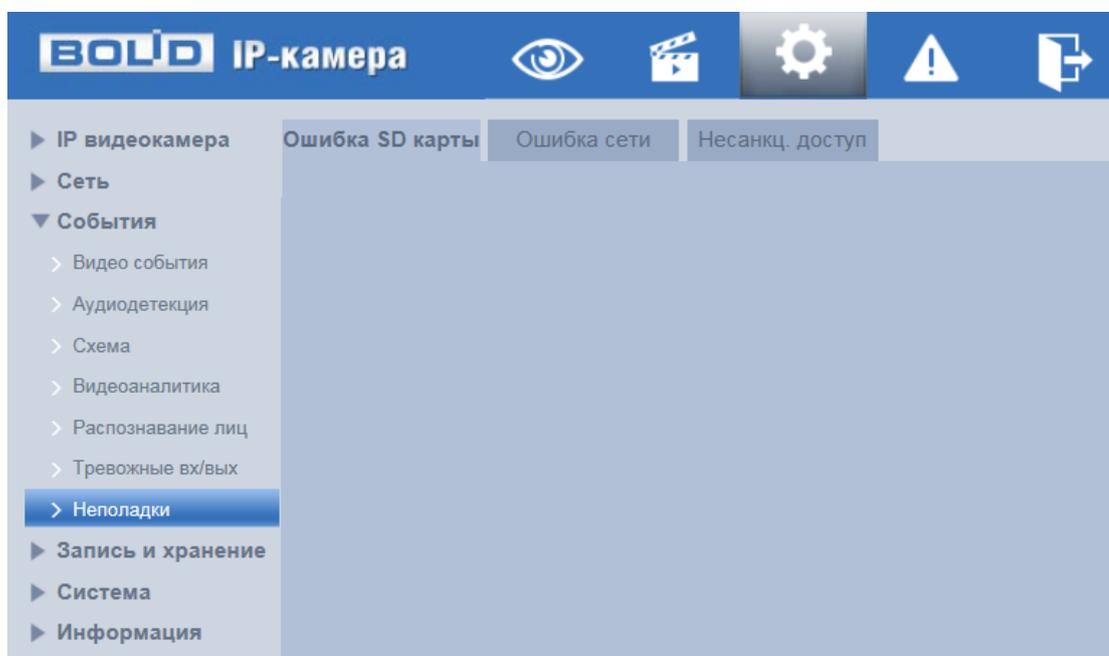 BOLID IP-камера
IP видеокамера
Ошибка SD карты Ошибка сети Несанкц. доступ
Сеть
События
Видео события
Аудиодетекция
Схема
Видеоаналитика
Распознавание лиц
Тревожные вх/вых
Неполадки
Запись и хранение
Система
Информация